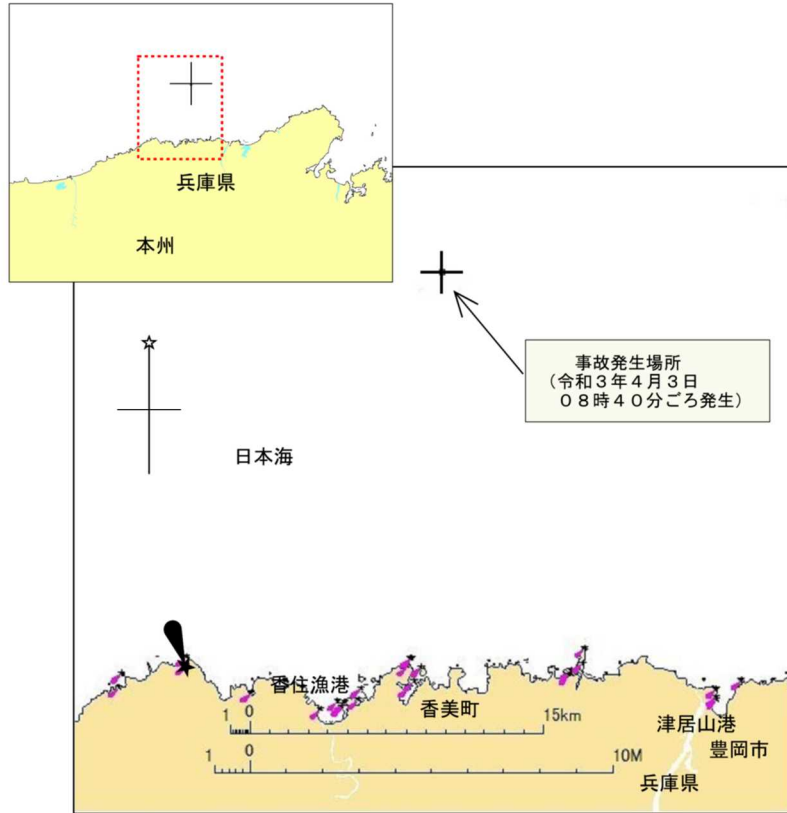 兵庫県
本州
事故発生場所
（令和３年４月３日
０８時４０分ごろ発生）
日本海
香住漁港
香美町
1 0 15km
津居山港
豊岡市
1 0 10M
兵庫県